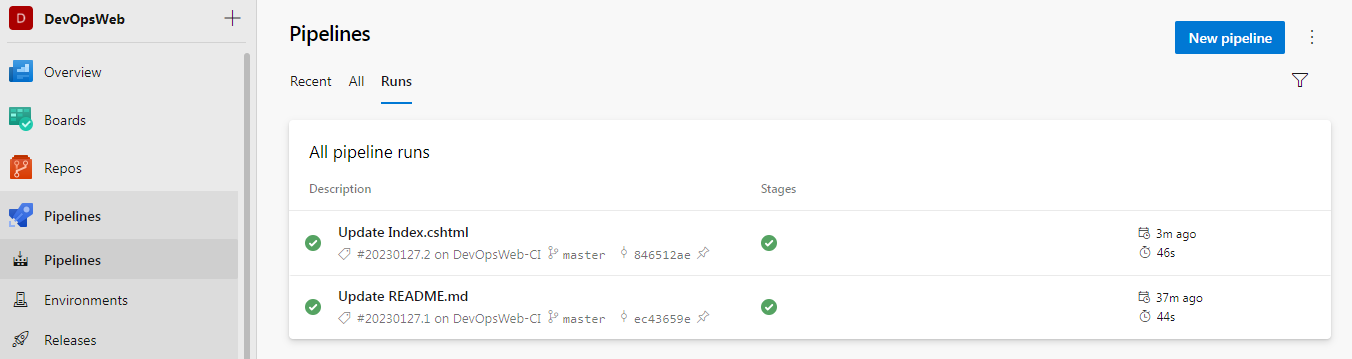 D DevOpsWeb +
Overview
Boards
Repos
Pipelines
Pipelines
Environments
Releases
Pipelines
New pipeline
Recent All Runs
All pipeline runs
Description Stages
Update Index.cshtml
#20230127.2 on DevOpsWeb-CI master 846512ae
3m ago
46s
Update README.md
#20230127.1 on DevOpsWeb-CI master ec43659e
37m ago
44s